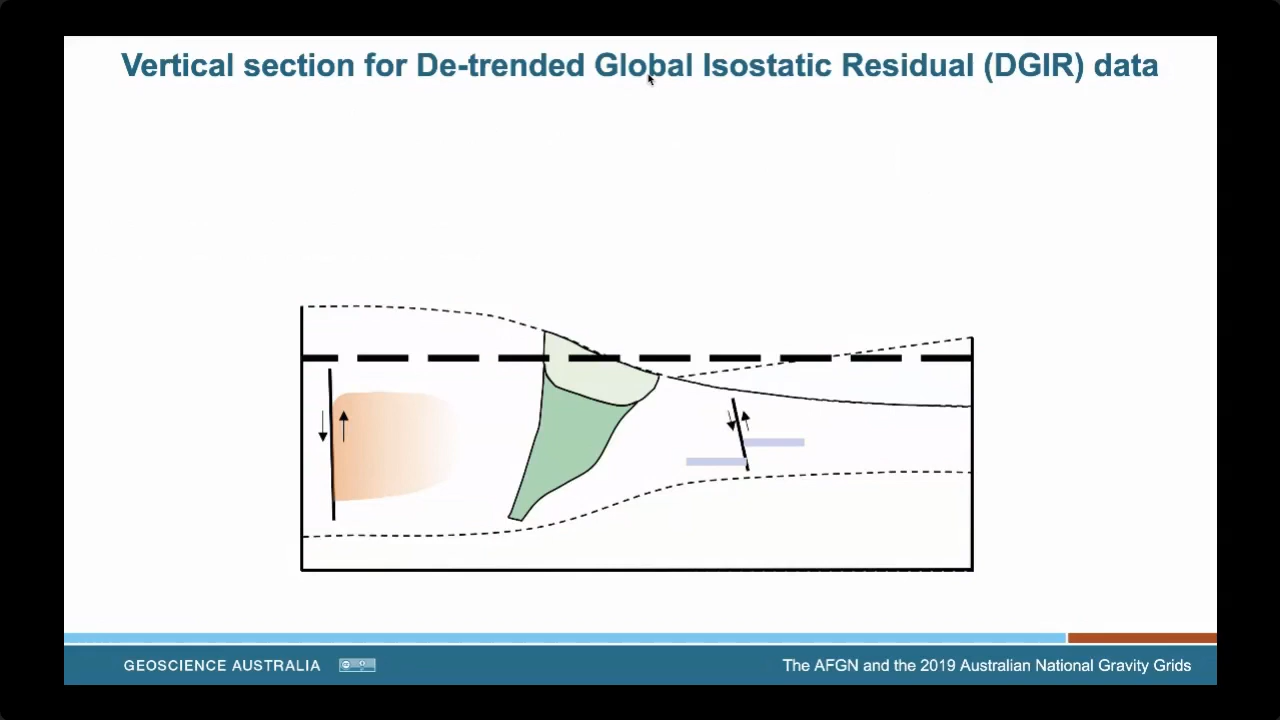 Vertical section for De-trended Global Isostatic Residual (DGIR) data
GEOSCIENCE AUSTRALIA
The AFGN and the 2019 Australian National Gravity Grids